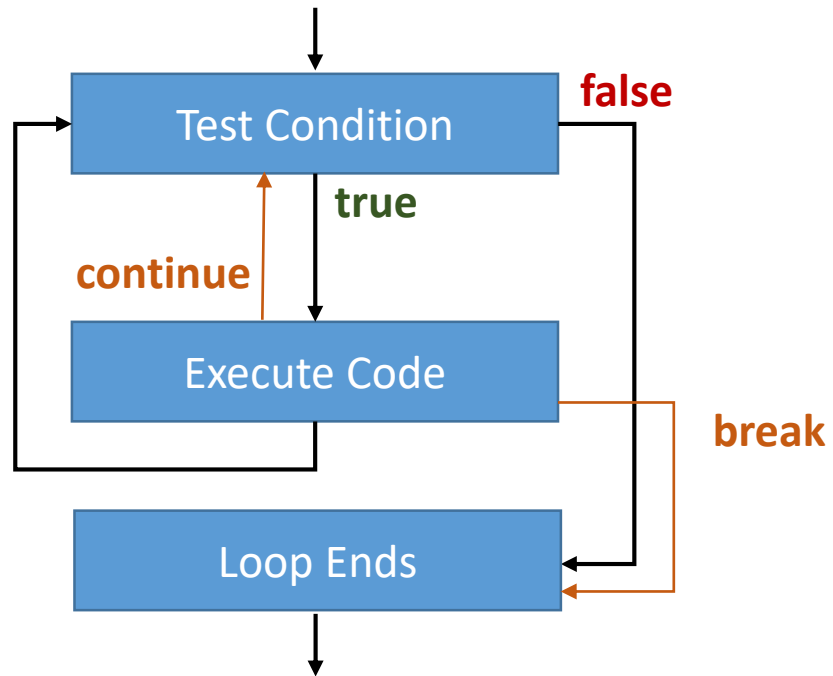 false
Test Condition
true
continue
Execute Code
break
Loop Ends